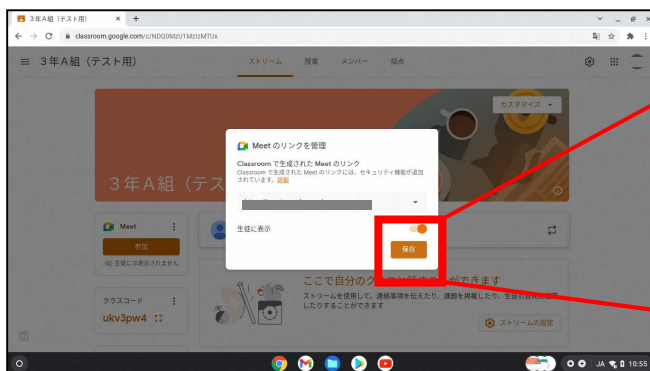 3年A組（テスト用）
classroom.google.com/c/NDQ0MzU1MzIzMTUx
3年A組（テスト用）
ストリーム 授業 メンバー 採点
カスタマイズ
Meet のリンクを管理
Classroom で生成された Meet のリンク
Classroom で生成された Meet のリンクには、セキュリティ機能が追加
されています。詳細
3年A組（テス
生徒に表示
保存
Meet
参加
生徒には表示されません
ここで自分のク
ができます
ストリームを使用して、連絡事項を伝えたり、課題を掲載したり、生徒の
したりすることができます
クラスコード
ukv3pw4
ストリームの設定
JA 10:55